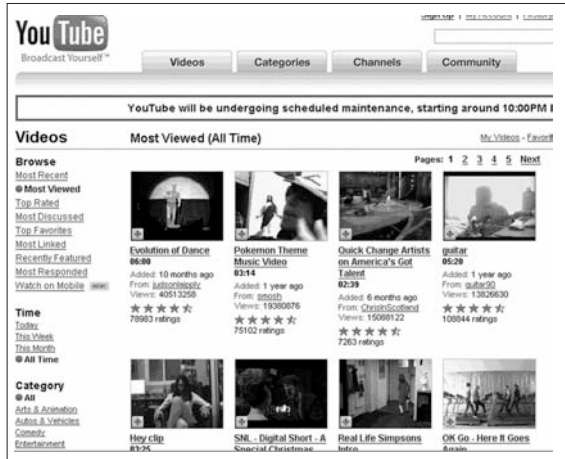 You Tube
Broadcast Yourself™
Sign Up
Videos
Categories
Channels
Community
YouTube will be undergoing scheduled maintenance, starting around 10:00PM
Videos
Most Viewed (All Time)
My Videos - Favorit
Pages: 1 2 3 4 5 Next
Browse
Most Recent
Most Viewed
Top Rated
Most Discussed
Top Favorites
Most Linked
Recently Featured
Most Responded
Watch on Mobile
Time
Today
This Week
This Month
All Time
Category
All
Arts & Animation
Autos & Vehicles
Comedy
Entertainment
Evolution of Dance
06:00
Added: 10 months ago
From: judsonlaipply
Views: 40513258
78983 ratings
Pokemon Theme
Music Video
03:14
Added: 1 year ago
From: smosh
Views: 19380876
75102 ratings
Quick Change Artists
on America's Got
Talent
02:39
Added: 6 months ago
From: ChrisInScotland
Views: 15088122
7263 ratings
guitar
05:20
Added: 1 year ago
From: guitar90
Views: 13826630
108844 ratings
Hey clip
03:25
SNL - Digital Short - A
Special Christmas
Real Life Simpsons
Intro
OK Go - Here It Goes
Again